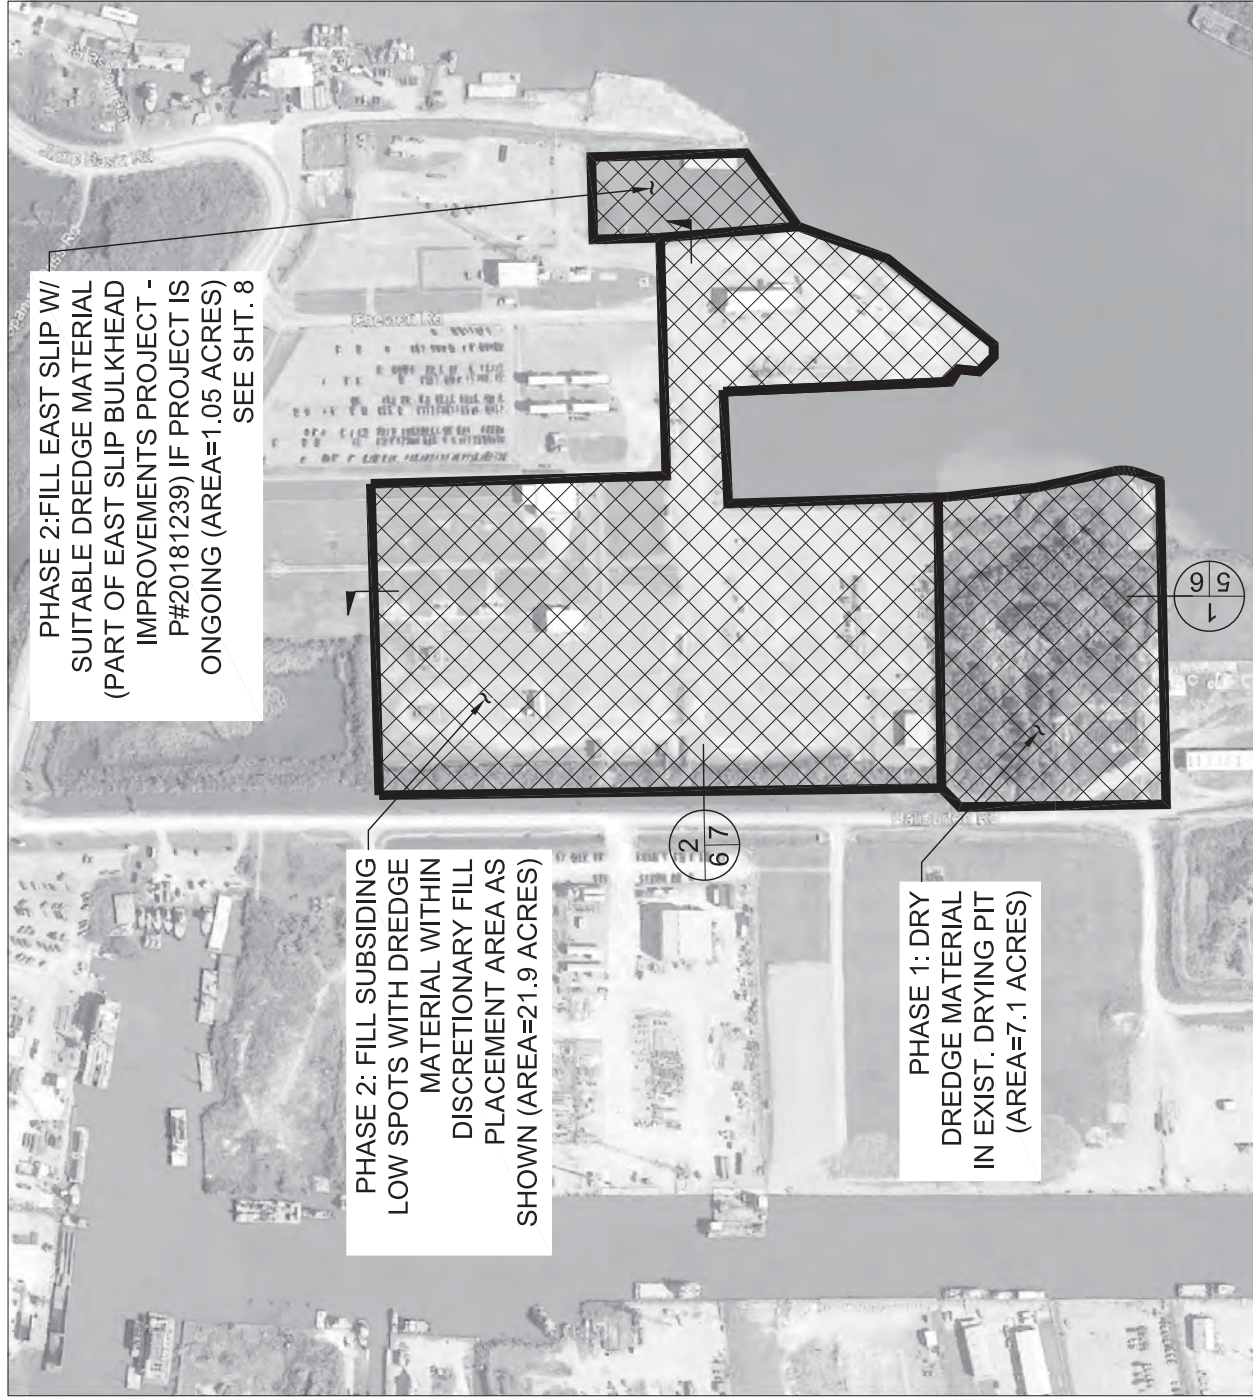 PHASE 2:FILL EAST SLIP W/
SUITABLE DREDGE MATERIAL
(PART OF EAST SLIP BULKHEAD
IMPROVEMENTS PROJECT -
P#20181239) IF PROJECT IS
ONGOING (AREA=1.05 ACRES)
SEE SHT. 8
PHASE 2: FILL SUBSIDING
LOW SPOTS WITH DREDGE
MATERIAL WITHIN
DISCRETIONARY FILL
PLACEMENT AREA AS
SHOWN (AREA=21.9 ACRES)
PHASE 1: DRY
DREDGE MATERIAL
IN EXIST. DRYING PIT
(AREA=7.1 ACRES)
2
6 7
1
5 6
Chevron Rd
Halliburton Rd